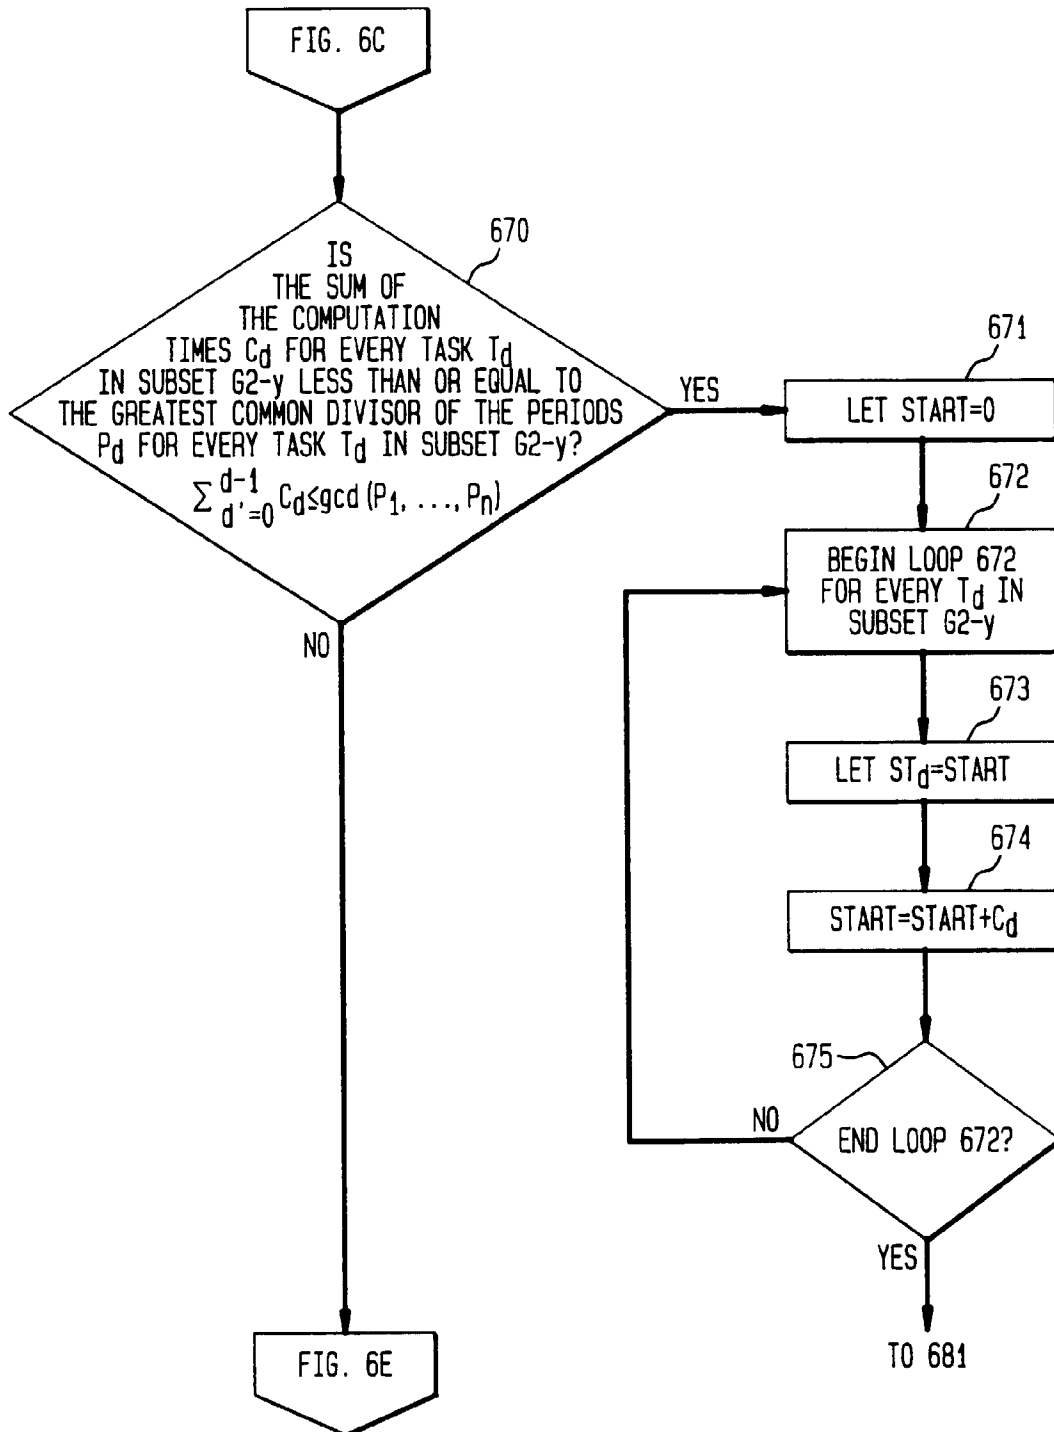 FIG. 6C
670
IS
THE SUM OF
THE COMPUTATION
TIMES Cd FOR EVERY TASK Td
IN SUBSET G2-y LESS THAN OR EQUAL TO
THE GREATEST COMMON DIVISOR OF THE PERIODS
Pd FOR EVERY TASK Td IN SUBSET G2-y?
∑ d-1 d'=0 Cd≤gcd (P1, ..., Pn)
YES
NO
671
LET START=0
672
BEGIN LOOP 672
FOR EVERY Td IN
SUBSET G2-y
673
LET STd=START
674
START=START+Cd
675
END LOOP 672?
NO
YES
TO 681
FIG. 6E